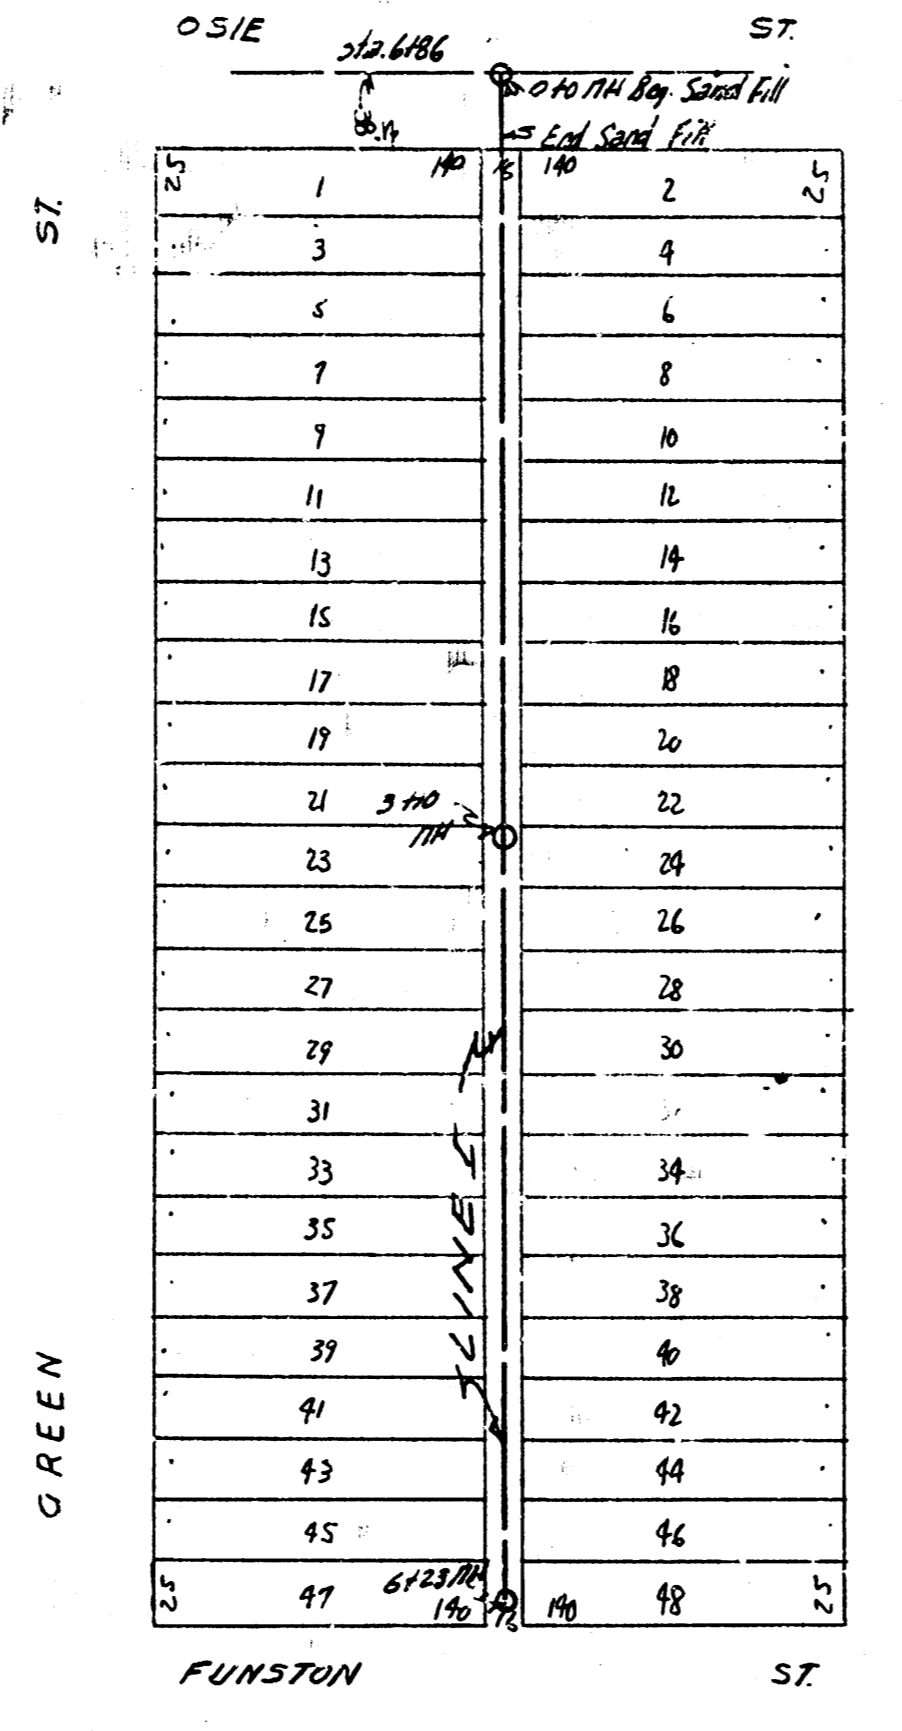 OSIE ST.
sta. 6+86
0+0 MH Beg. Sand Fill
End Sand Fill
ST.
25 1 140 15 140 2 25
3 4
5 6
7 8
9 10
11 12
13 14
15 16
17 18
19 20
21 3+10 22
MH
23 24
25 26
27 28
29 30
31
33 34
35 36
37 38
39 40
41 42
43 44
45 46
6+23 MH
25 47 140 15 140 48 25
GREEN
FUNSTON ST.